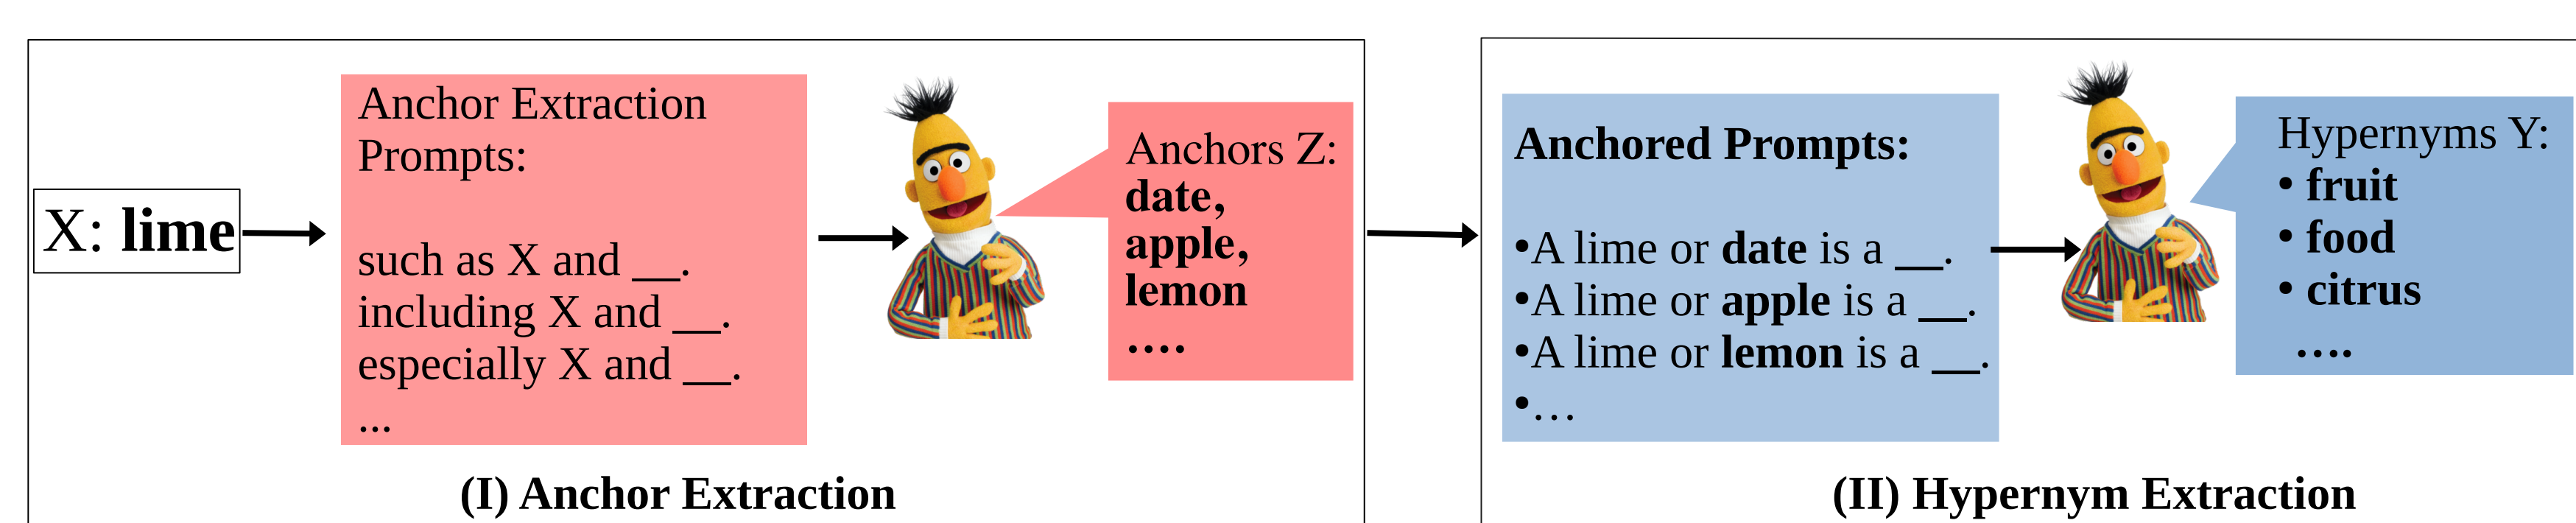 X: lime
Anchor Extraction
Prompts:
such as X and __.
including X and __.
especially X and __.
...
Anchors Z:
date,
apple,
lemon
....
(I) Anchor Extraction
Anchored Prompts:
•A lime or date is a __.
•A lime or apple is a __.
•A lime or lemon is a __.
•…
Hypernyms Y:
• fruit
• food
• citrus
....
(II) Hypernym Extraction